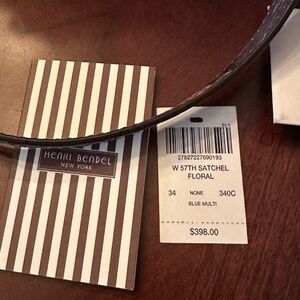 HENRI BENDEL
NEW YORK
27827227690193
W 57TH SATCHEL
FLORAL
34 NONE 340C
BLUE MULTI
$398.00